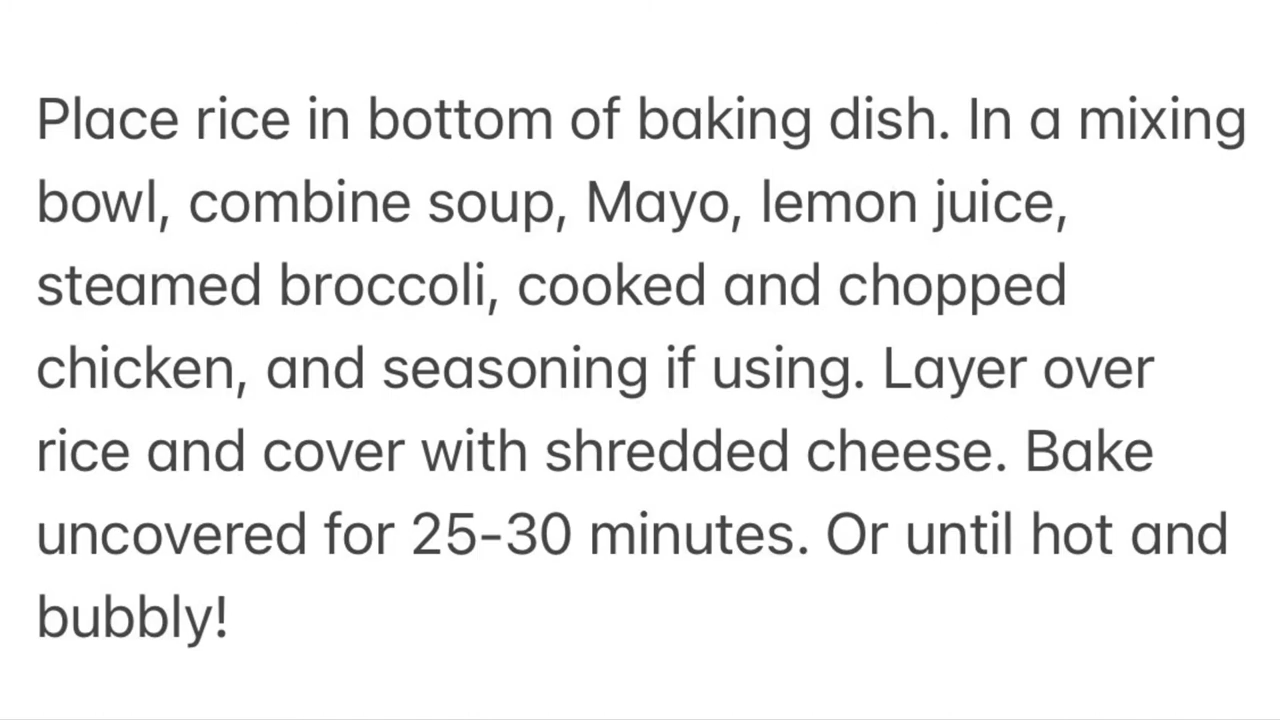 Place rice in bottom of baking dish. In a mixing
bowl, combine soup, Mayo, lemon juice,
steamed broccoli, cooked and chopped
chicken, and seasoning if using. Layer over
rice and cover with shredded cheese. Bake
uncovered for 25-30 minutes. Or until hot and
bubbly!